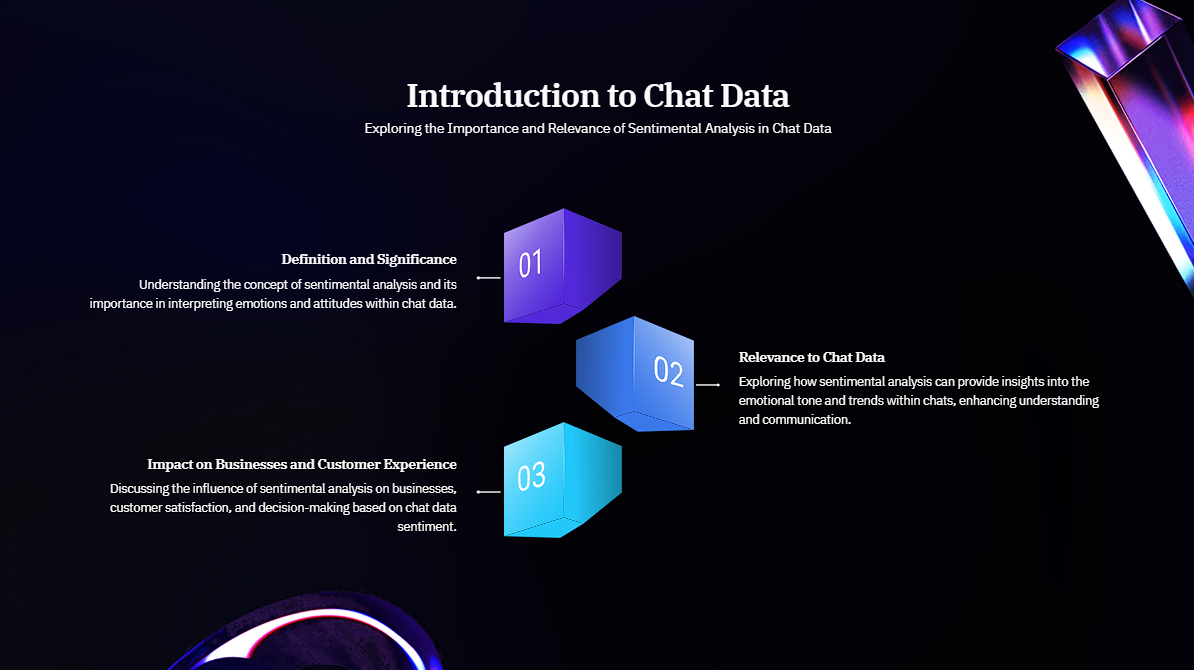 Introduction to Chat Data
Exploring the Importance and Relevance of Sentimental Analysis in Chat Data
01
Definition and Significance
Understanding the concept of sentimental analysis and its
importance in interpreting emotions and attitudes within chat data.
02
Relevance to Chat Data
Exploring how sentimental analysis can provide insights into the
emotional tone and trends within chats, enhancing understanding
and communication.
03
Impact on Businesses and Customer Experience
Discussing the influence of sentimental analysis on businesses,
customer satisfaction, and decision-making based on chat data
sentiment.